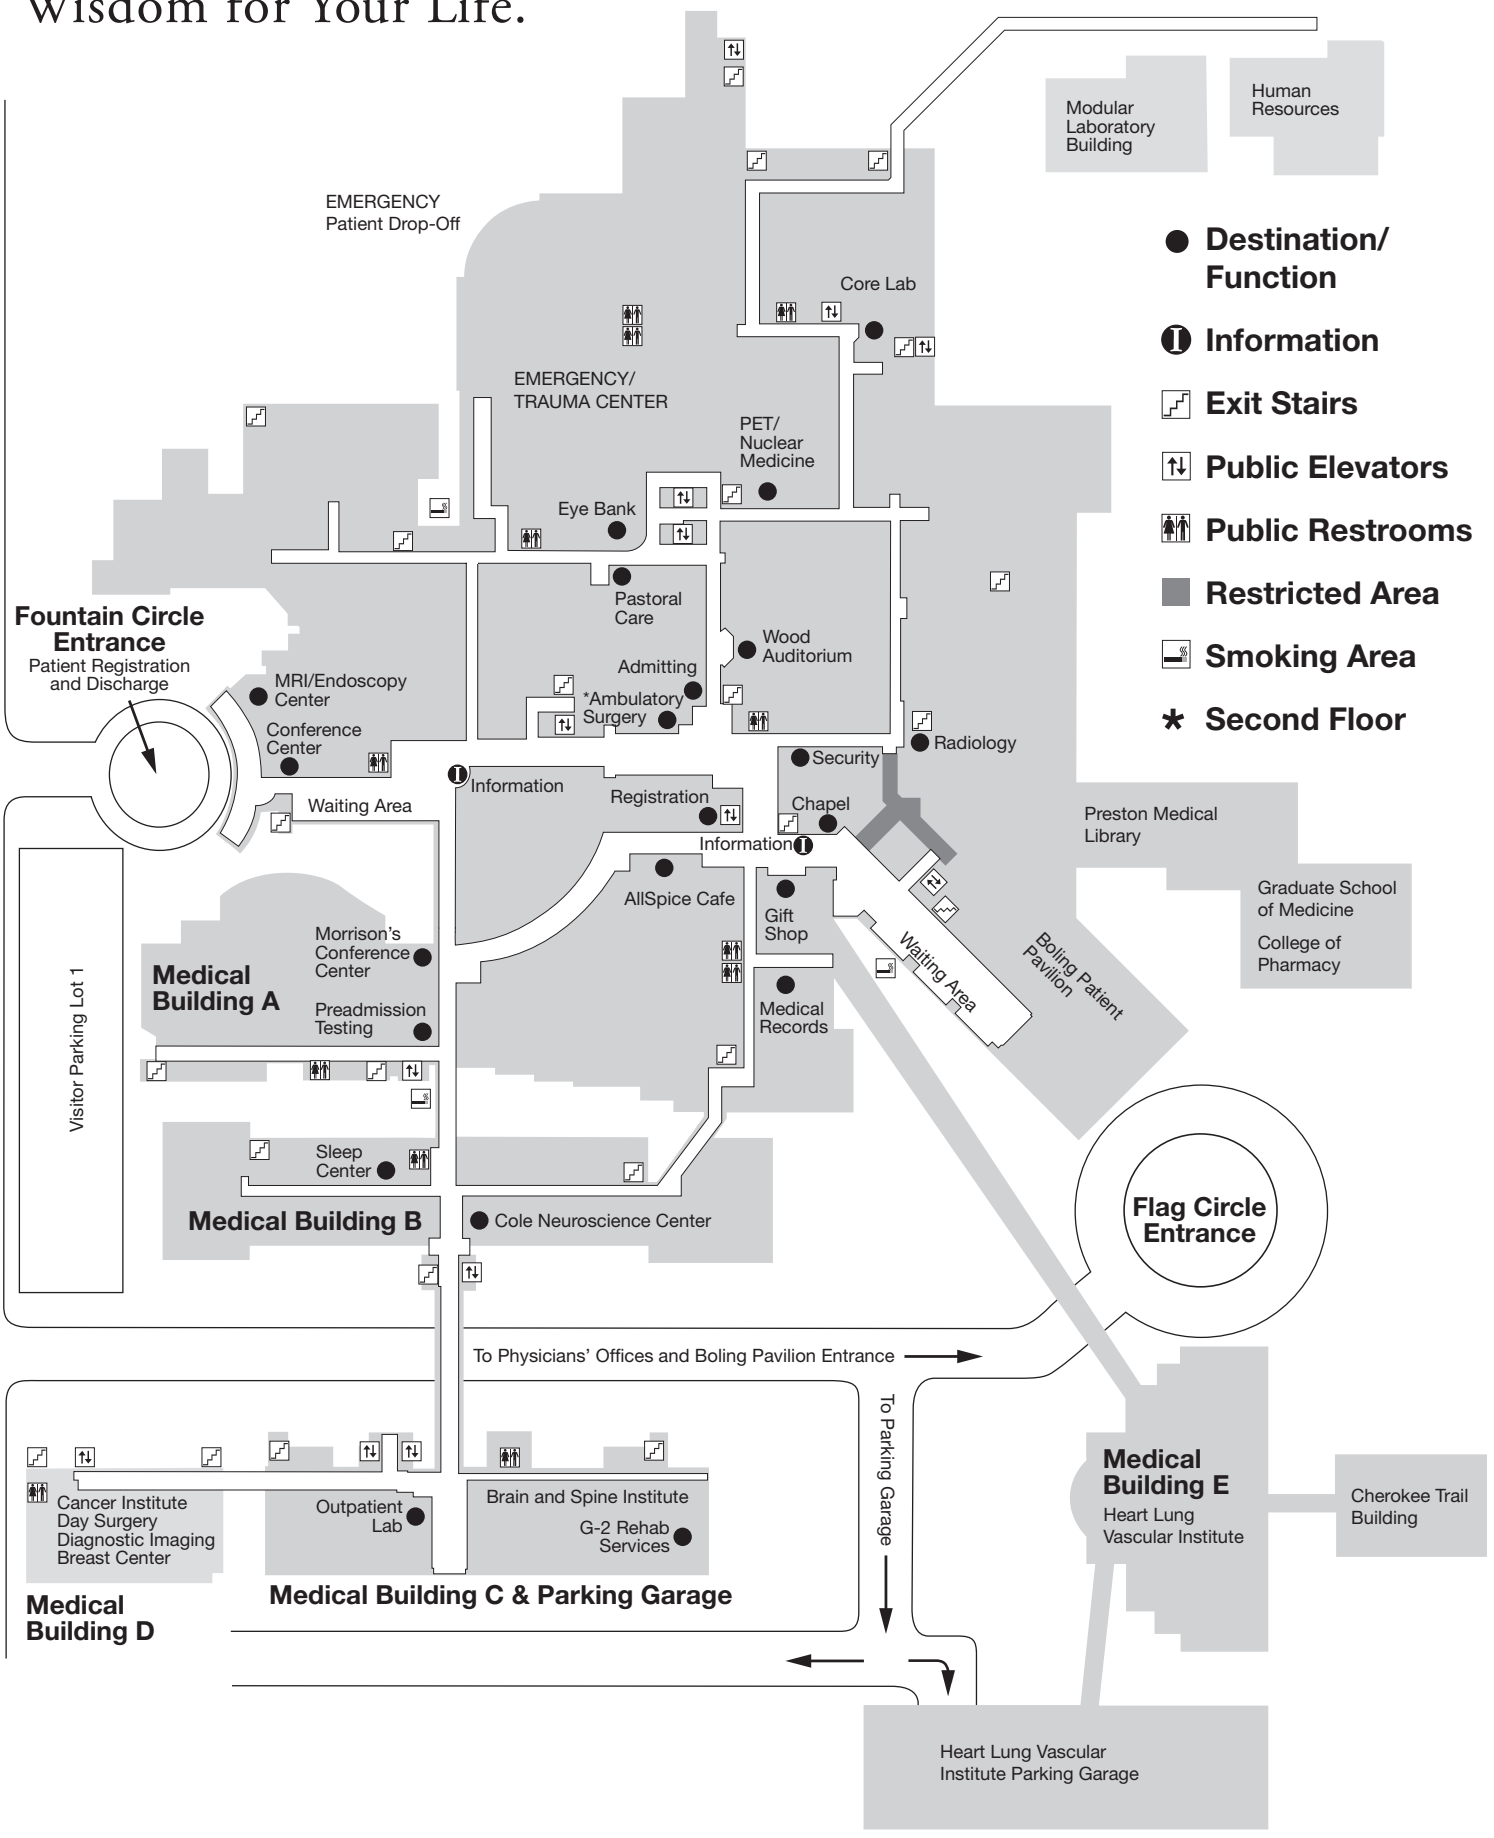 Wisdom for Your Life.
Modular
Laboratory
Building
Human
Resources
EMERGENCY
Patient Drop-Off
Destination/
Function
Information
Exit Stairs
Public Elevators
Public Restrooms
Restricted Area
Smoking Area
* Second Floor
Core Lab
EMERGENCY/
TRAUMA CENTER
PET/
Nuclear
Medicine
Eye Bank
Pastoral
Care
Wood
Auditorium
Admitting
*Ambulatory
Surgery
Fountain Circle
Entrance
Patient Registration
and Discharge
MRI/Endoscopy
Center
Conference
Center
Waiting Area
Information
Registration
Security
Radiology
Chapel
Information
AllSpice Cafe
Gift
Shop
Waiting Area
Boling Patient
Pavilion
Preston Medical
Library
Graduate School
of Medicine
College of
Pharmacy
Medical
Records
Morrison's
Conference
Center
Medical
Building A
Preadmission
Testing
Visitor Parking Lot 1
Sleep
Center
Medical Building B
Cole Neuroscience Center
Flag Circle
Entrance
To Physicians' Offices and Boling Pavilion Entrance
To Parking Garage
Cancer Institute
Day Surgery
Diagnostic Imaging
Breast Center
Medical
Building D
Outpatient
Lab
Brain and Spine Institute
G-2 Rehab
Services
Medical Building C & Parking Garage
Medical
Building E
Heart Lung
Vascular Institute
Cherokee Trail
Building
Heart Lung Vascular
Institute Parking Garage